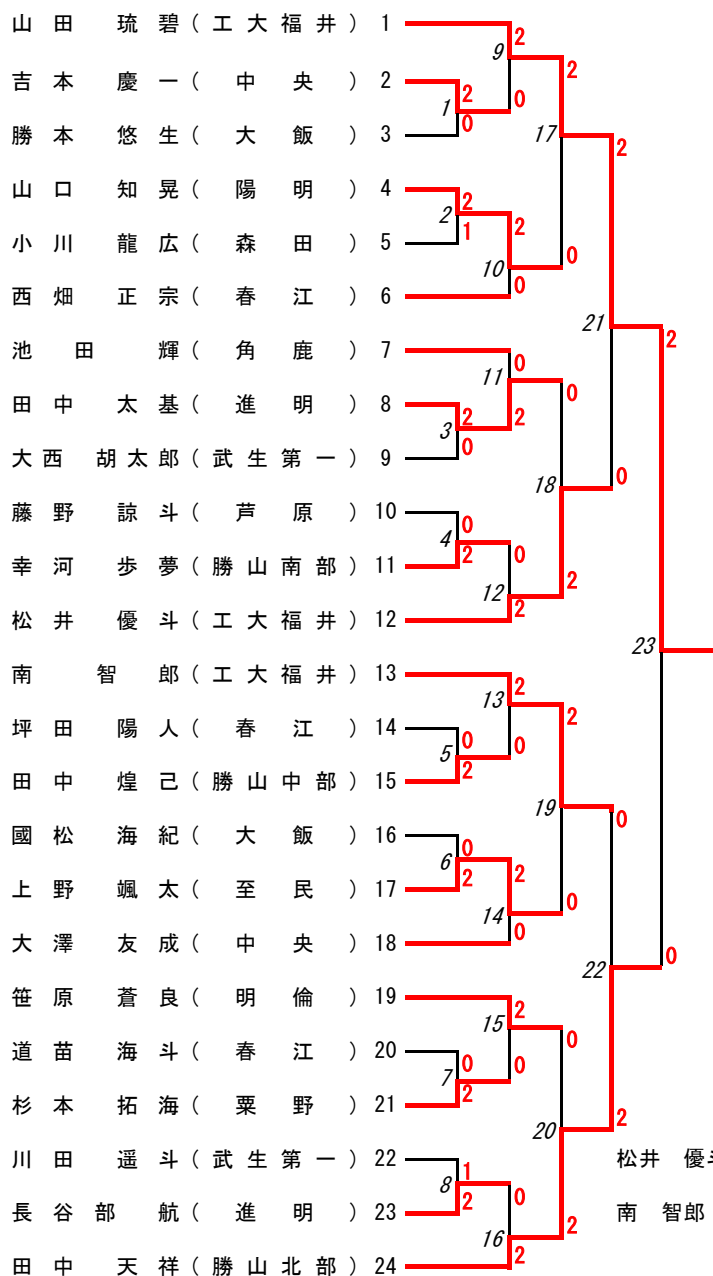 山田 琉碧 ( 工大福井 ) 1
2
9
2
吉本 慶一 ( 中央 ) 2
2 0
1
勝本 悠生 ( 大飯 ) 3
0
17
2
山口 知晃 ( 陽明 ) 4
2
2 2
小川 龍広 ( 森田 ) 5
1
10
0
西畑 正宗 ( 春江 ) 6
0
21
2
池田 輝 ( 角鹿 ) 7
0
11
0
田中 太基 ( 進明 ) 8
2 2
3
大西 胡太郎 ( 武生第一 ) 9
0
18
0
藤野 諒斗 ( 芦原 ) 10
0
4
幸河 歩夢 ( 勝山南部 ) 11
2 0
12
2
松井 優斗 ( 工大福井 ) 12
2
23
南 智郎 ( 工大福井 ) 13
2
13
2
坪田 陽人 ( 春江 ) 14
0 0
5
田中 煌己 ( 勝山中部 ) 15
2
19
0
國松 海紀 ( 大飯 ) 16
0
6 2
上野 颯太 ( 至民 ) 17
2
14
0
大澤 友成 ( 中央 ) 18
0
22
0
笹原 蒼良 ( 明倫 ) 19
2
15
0
道苗 海斗 ( 春江 ) 20
0 0
7
杉本 拓海 ( 粟野 ) 21
2
20
2
川田 遥斗 ( 武生第一 ) 22
1
松井 優斗
8
長谷部 航 ( 進明 ) 23
2 0
南 智郎
16
2
田中 天祥 ( 勝山北部 ) 24
2